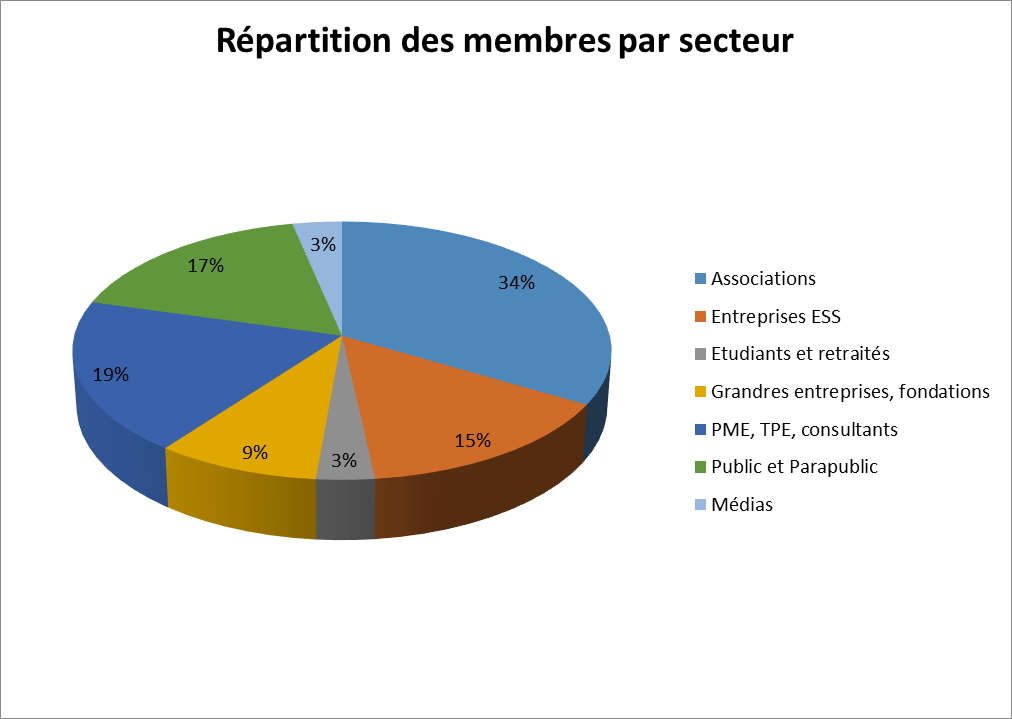 Répartition des membres par secteur
3%
34%
17%
19%
15%
9%
3%
Associations
Entreprises ESS
Etudiants et retraités
Grandres entreprises, fondations
PME, TPE, consultants
Public et Parapublic
Médias